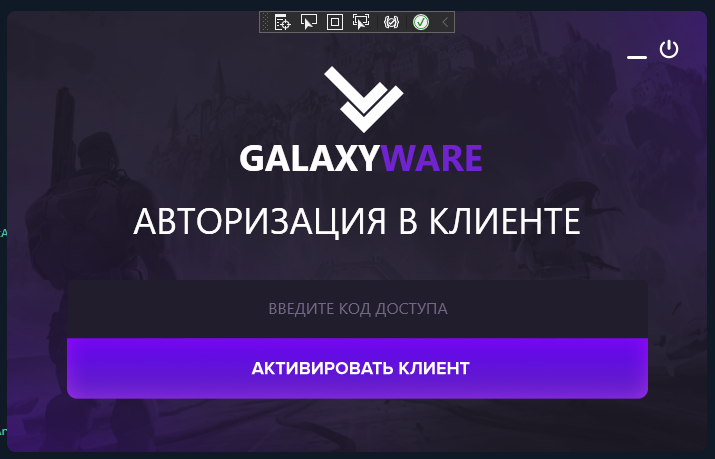 GALAXYWARE
АВТОРИЗАЦИЯ В КЛИЕНТЕ
ВВЕДИТЕ КОД ДОСТУПА
АКТИВИРОВАТЬ КЛИЕНТ